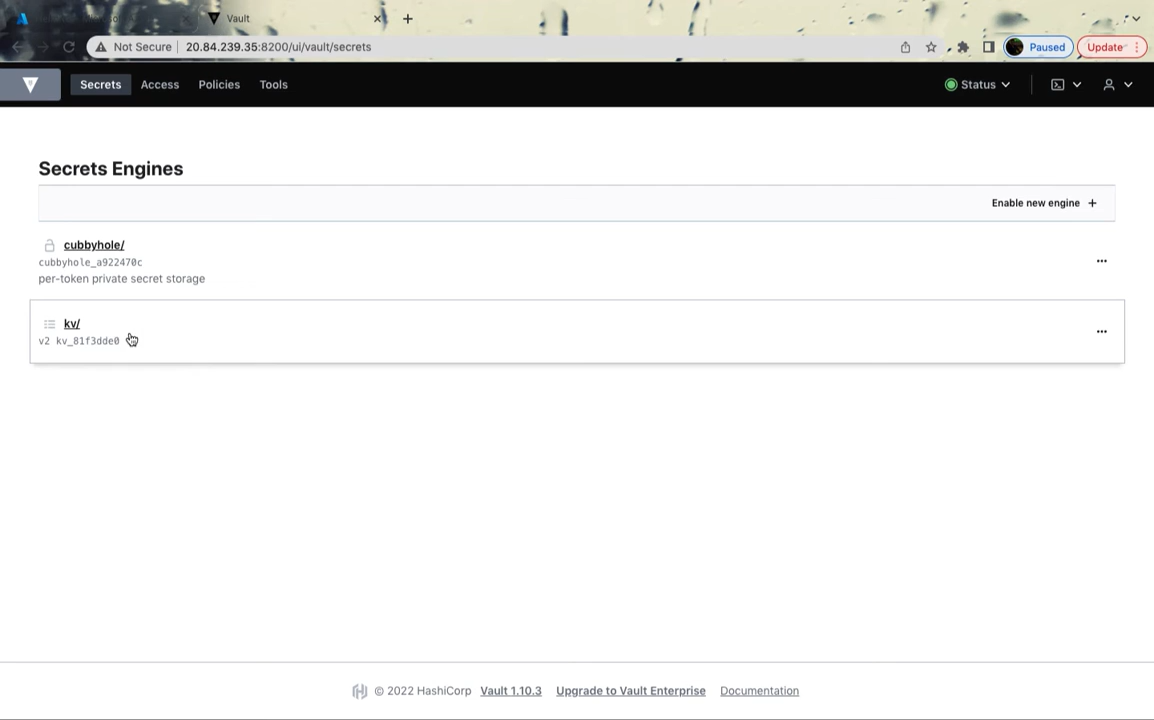 Vault
Not Secure 20.84.239.35:8200/ui/vault/secrets Paused Update
Secrets Access Policies Tools Status
Secrets Engines
Enable new engine +
cubbyhole/
cubbyhole_a922470c
per-token private secret storage
kv/
v2 kv_81f3dde0
© 2022 HashiCorp Vault 1.10.3 Upgrade to Vault Enterprise Documentation